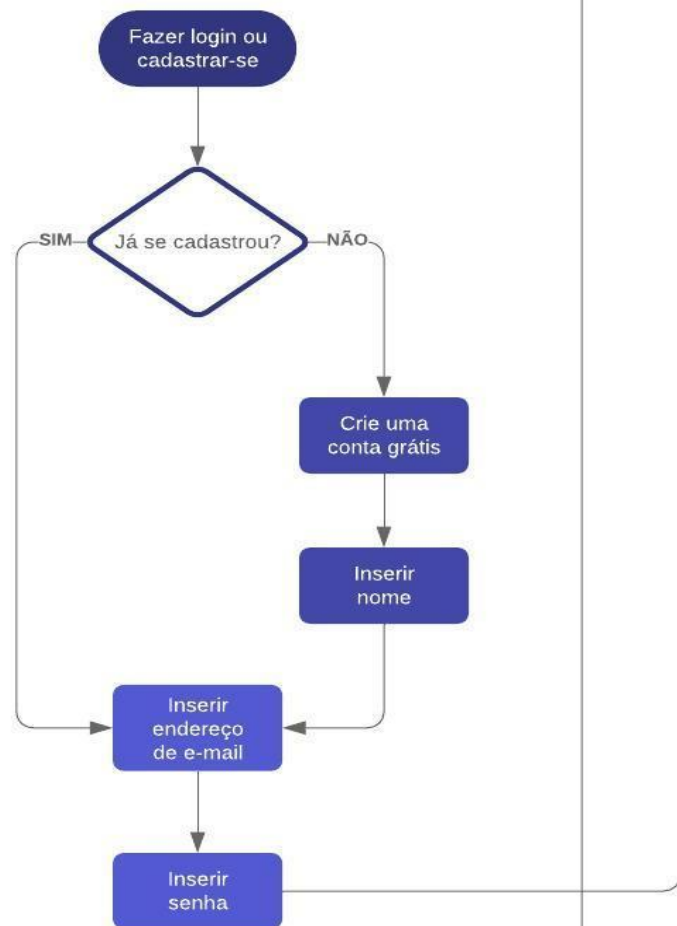 Fazer login ou
cadastrar-se
SIM
Já se cadastrou?
NÃO
Crie uma
conta grátis
Inserir
nome
Inserir
endereço
de e-mail
Inserir
senha